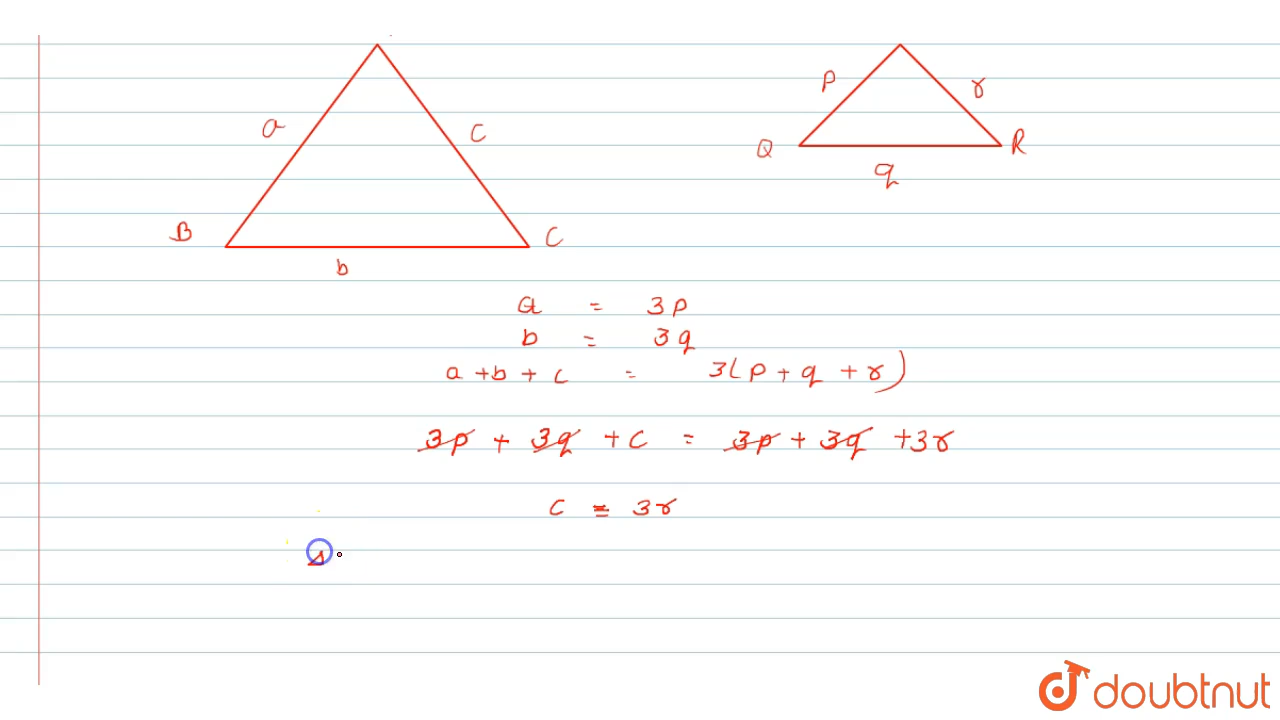 a
C
B
C
b
P
r
Q
R
q
a = 3p
b = 3q
a + b + c = 3(p + q + r)
3p + 3q + c = 3p + 3q + 3r
c = 3r
doubtnut